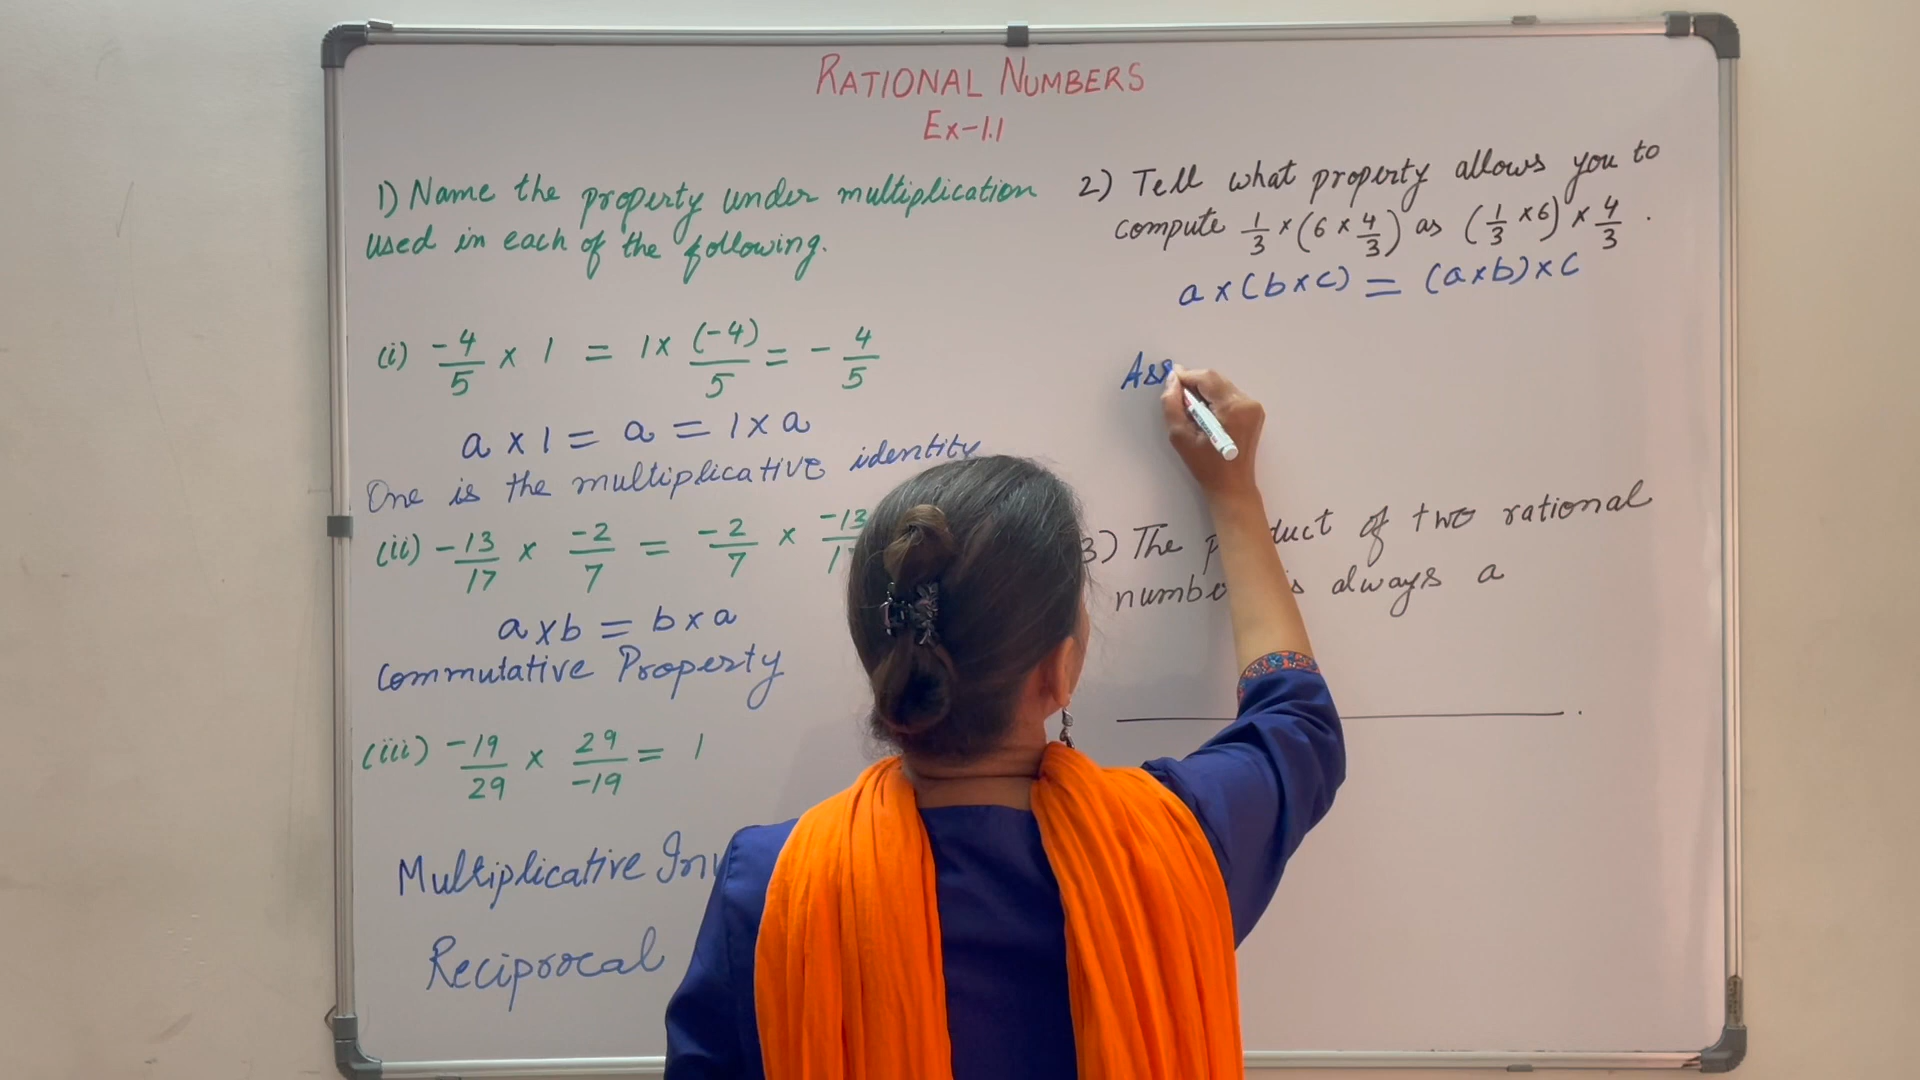 RATIONAL NUMBERS
Ex-1.1
1) Name the property under multiplication
used in each of the following.
(i) -4/5 × 1 = 1× (-4)/5 = - 4/5
a × 1 = a = 1 × a
One is the multiplicative identity
(ii) -13/17 × -2/7 = -2/7 × -13
a×b = b×a
Commutative Property
(iii) -19/29 × 29/-19 = 1
Multiplicative
Reciprocal
2) Tell what property allows you to
compute 1/3 × (6 × 4/3) as (1/3 ×6) × 4/3 .
a×(b×c) = (a×b)×c
Ass
3) The of two rational
is always a
.